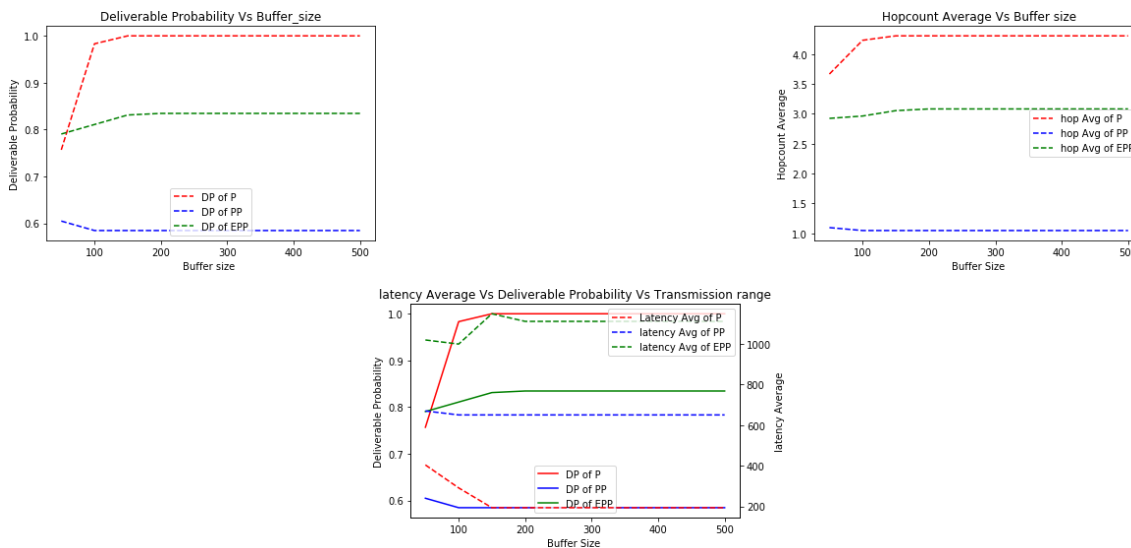 Deliverable Probability Vs Buffer_size
Deliverable Probability
1.0
0.9
0.8
0.7
0.6
DP of P
DP of PP
DP of EPP
100
200
300
400
500
Buffer size
Hopcount Average Vs Buffer size
Hopcount Average
4.0
3.5
3.0
2.5
2.0
1.5
1.0
hop Avg of P
hop Avg of PP
hop Avg of EPP
100
200
300
400
Buffer Size
latency Average Vs Deliverable Probability Vs Transmission range
Deliverable Probability
1.0
0.9
0.8
0.7
0.6
Latency Avg of P
latency Avg of PP
latency Avg of EPP
DP of P
DP of PP
DP of EPP
1000
800
600
400
200
latency Average
100
200
300
400
500
Buffer Size